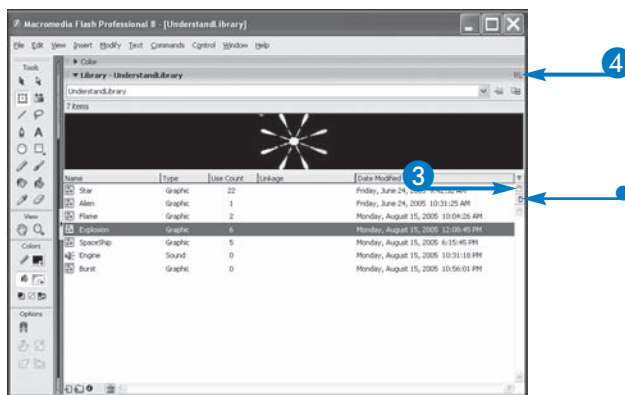 Macromedia Flash Professional 8 - [UnderstandLibrary]
File Edit View Insert Modify Text Commands Control Window Help
Tools
Color
Library - UnderstandLibrary
4
UnderstandLibrary
7 items
Name Type Use Count Linkage Date Modified
3
Star Graphic 22 Friday, June 24, 2005 9:42:32 AM
Alien Graphic 1 Friday, June 24, 2005 10:31:25 AM
Flame Graphic 2 Monday, August 15, 2005 10:04:26 AM
Explosion Graphic 6 Monday, August 15, 2005 12:08:45 PM
SpaceShip Graphic 5 Monday, August 15, 2005 6:15:45 PM
Engine Sound 0 Monday, August 15, 2005 10:31:18 PM
Burst Graphic 0 Monday, August 15, 2005 10:56:01 PM
View
Colors
Options